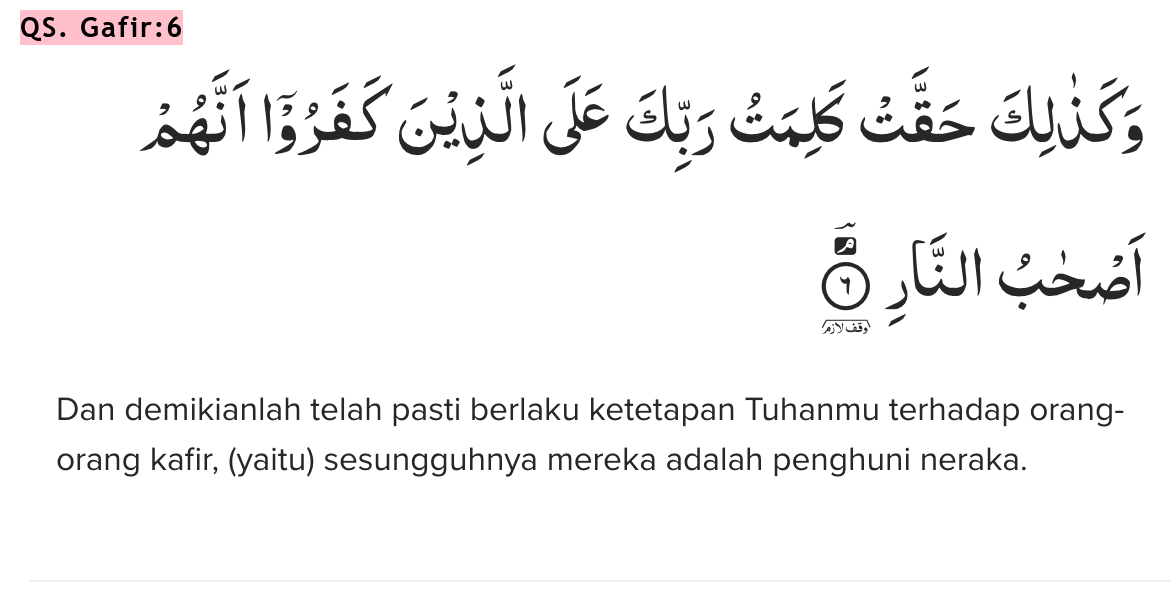 QS. Gafir:6
وَكَذٰلِكَ حَقَّتْ كَلِمَتُ رَبِّكَ عَلَى الَّذِيْنَ كَفَرُوْٓا اَنَّهُمْ
اَصْحٰبُ النَّارِۘ ۝٦
وقف لازم
Dan demikianlah telah pasti berlaku ketetapan Tuhanmu terhadap orang-
orang kafir, (yaitu) sesungguhnya mereka adalah penghuni neraka.